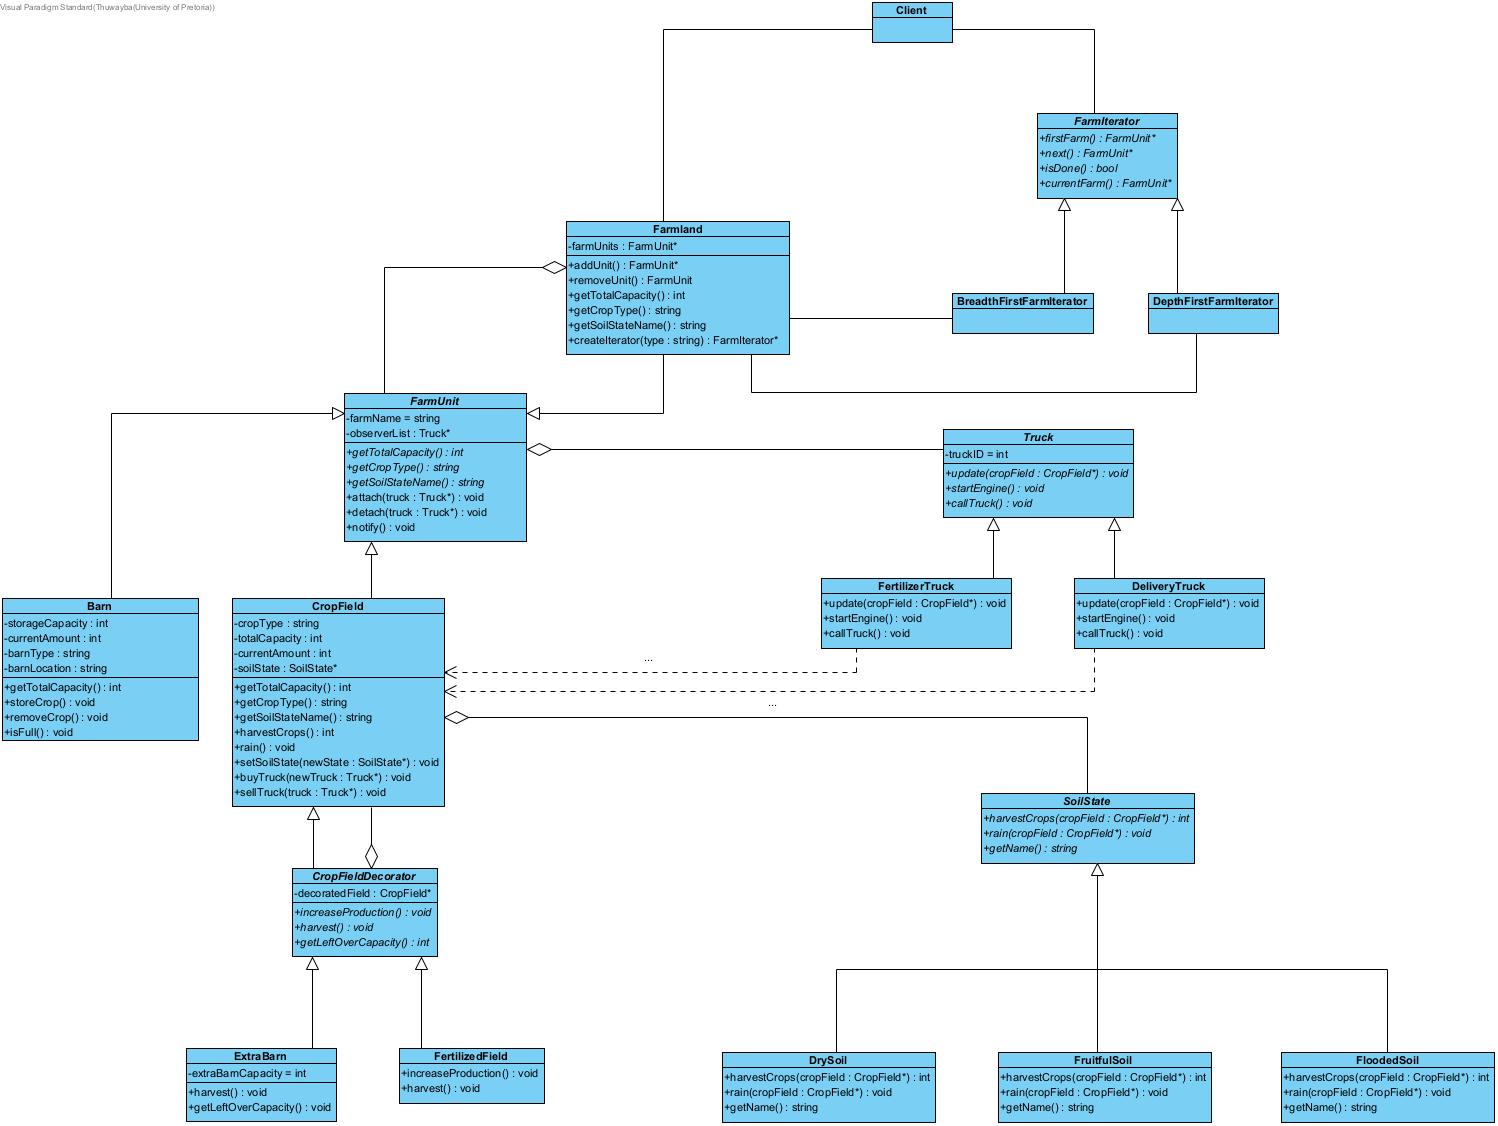 Visual Paradigm Standard(Thuwayba(University of Pretoria))
Client
FarmIterator
+firstFarm() : FarmUnit*
+next() : FarmUnit*
+isDone() : bool
+currentFarm() : FarmUnit*
Farmland
-farmUnits : FarmUnit*
+addUnit() : FarmUnit*
+removeUnit() : FarmUnit
+getTotalCapacity() : int
+getCropType() : string
+getSoilStateName() : string
+createIterator(type : string) : FarmIterator*
BreadthFirstFarmIterator
DepthFirstFarmIterator
FarmUnit
-farmName = string
-observerList : Truck*
+getTotalCapacity() : int
+getCropType() : string
+getSoilStateName() : string
+attach(truck : Truck*) : void
+detach(truck : Truck*) : void
+notify() : void
Truck
-truckID = int
+update(cropField : CropField*) : void
+startEngine() : void
+callTruck() : void
FertilizerTruck
+update(cropField : CropField*) : void
+startEngine() : void
+callTruck() : void
DeliveryTruck
+update(cropField : CropField*) : void
+startEngine() : void
+callTruck() : void
Barn
-storageCapacity : int
-currentAmount : int
-barnType : string
-barnLocation : string
+getTotalCapacity() : int
+storeCrop() : void
+removeCrop() : void
+isFull() : void
CropField
-cropType : string
-totalCapacity : int
-currentAmount : int
-soilState : SoilState*
+getTotalCapacity() : int
+getCropType() : string
+getSoilStateName() : string
+harvestCrops() : int
+rain() : void
+setSoilState(newState : SoilState*) : void
+buyTruck(newTruck : Truck*) : void
+sellTruck(truck : Truck*) : void
...
...
SoilState
+harvestCrops(cropField : CropField*) : int
+rain(cropField : CropField*) : void
+getName() : string
CropFieldDecorator
-decoratedField : CropField*
+increaseProduction() : void
+harvest() : void
+getLeftOverCapacity() : int
ExtraBarn
-extraBarnCapacity = int
+harvest() : void
+getLeftOverCapacity() : void
FertilizedField
+increaseProduction() : void
+harvest() : void
DrySoil
+harvestCrops(cropField : CropField*) : int
+rain(cropField : CropField*) : void
+getName() : string
FruitfulSoil
+harvestCrops(cropField : CropField*) : int
+rain(cropField : CropField*) : void
+getName() : string
FloodedSoil
+harvestCrops(cropField : CropField*) : int
+rain(cropField : CropField*) : void
+getName() : string